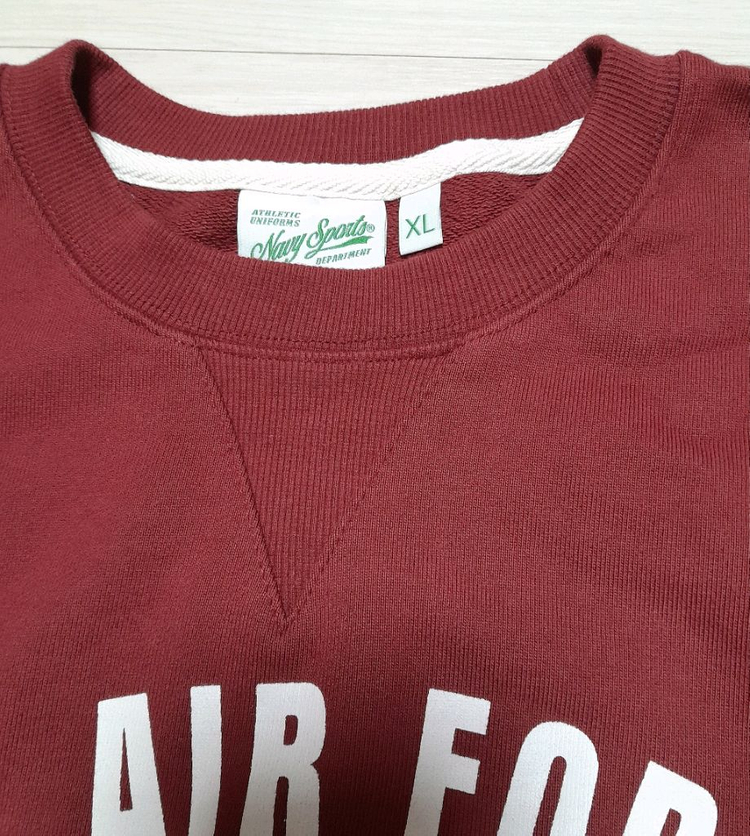 ATHLETIC
UNIFORMS
Navy Sports®
DEPARTMENT
XL
AIR FOR